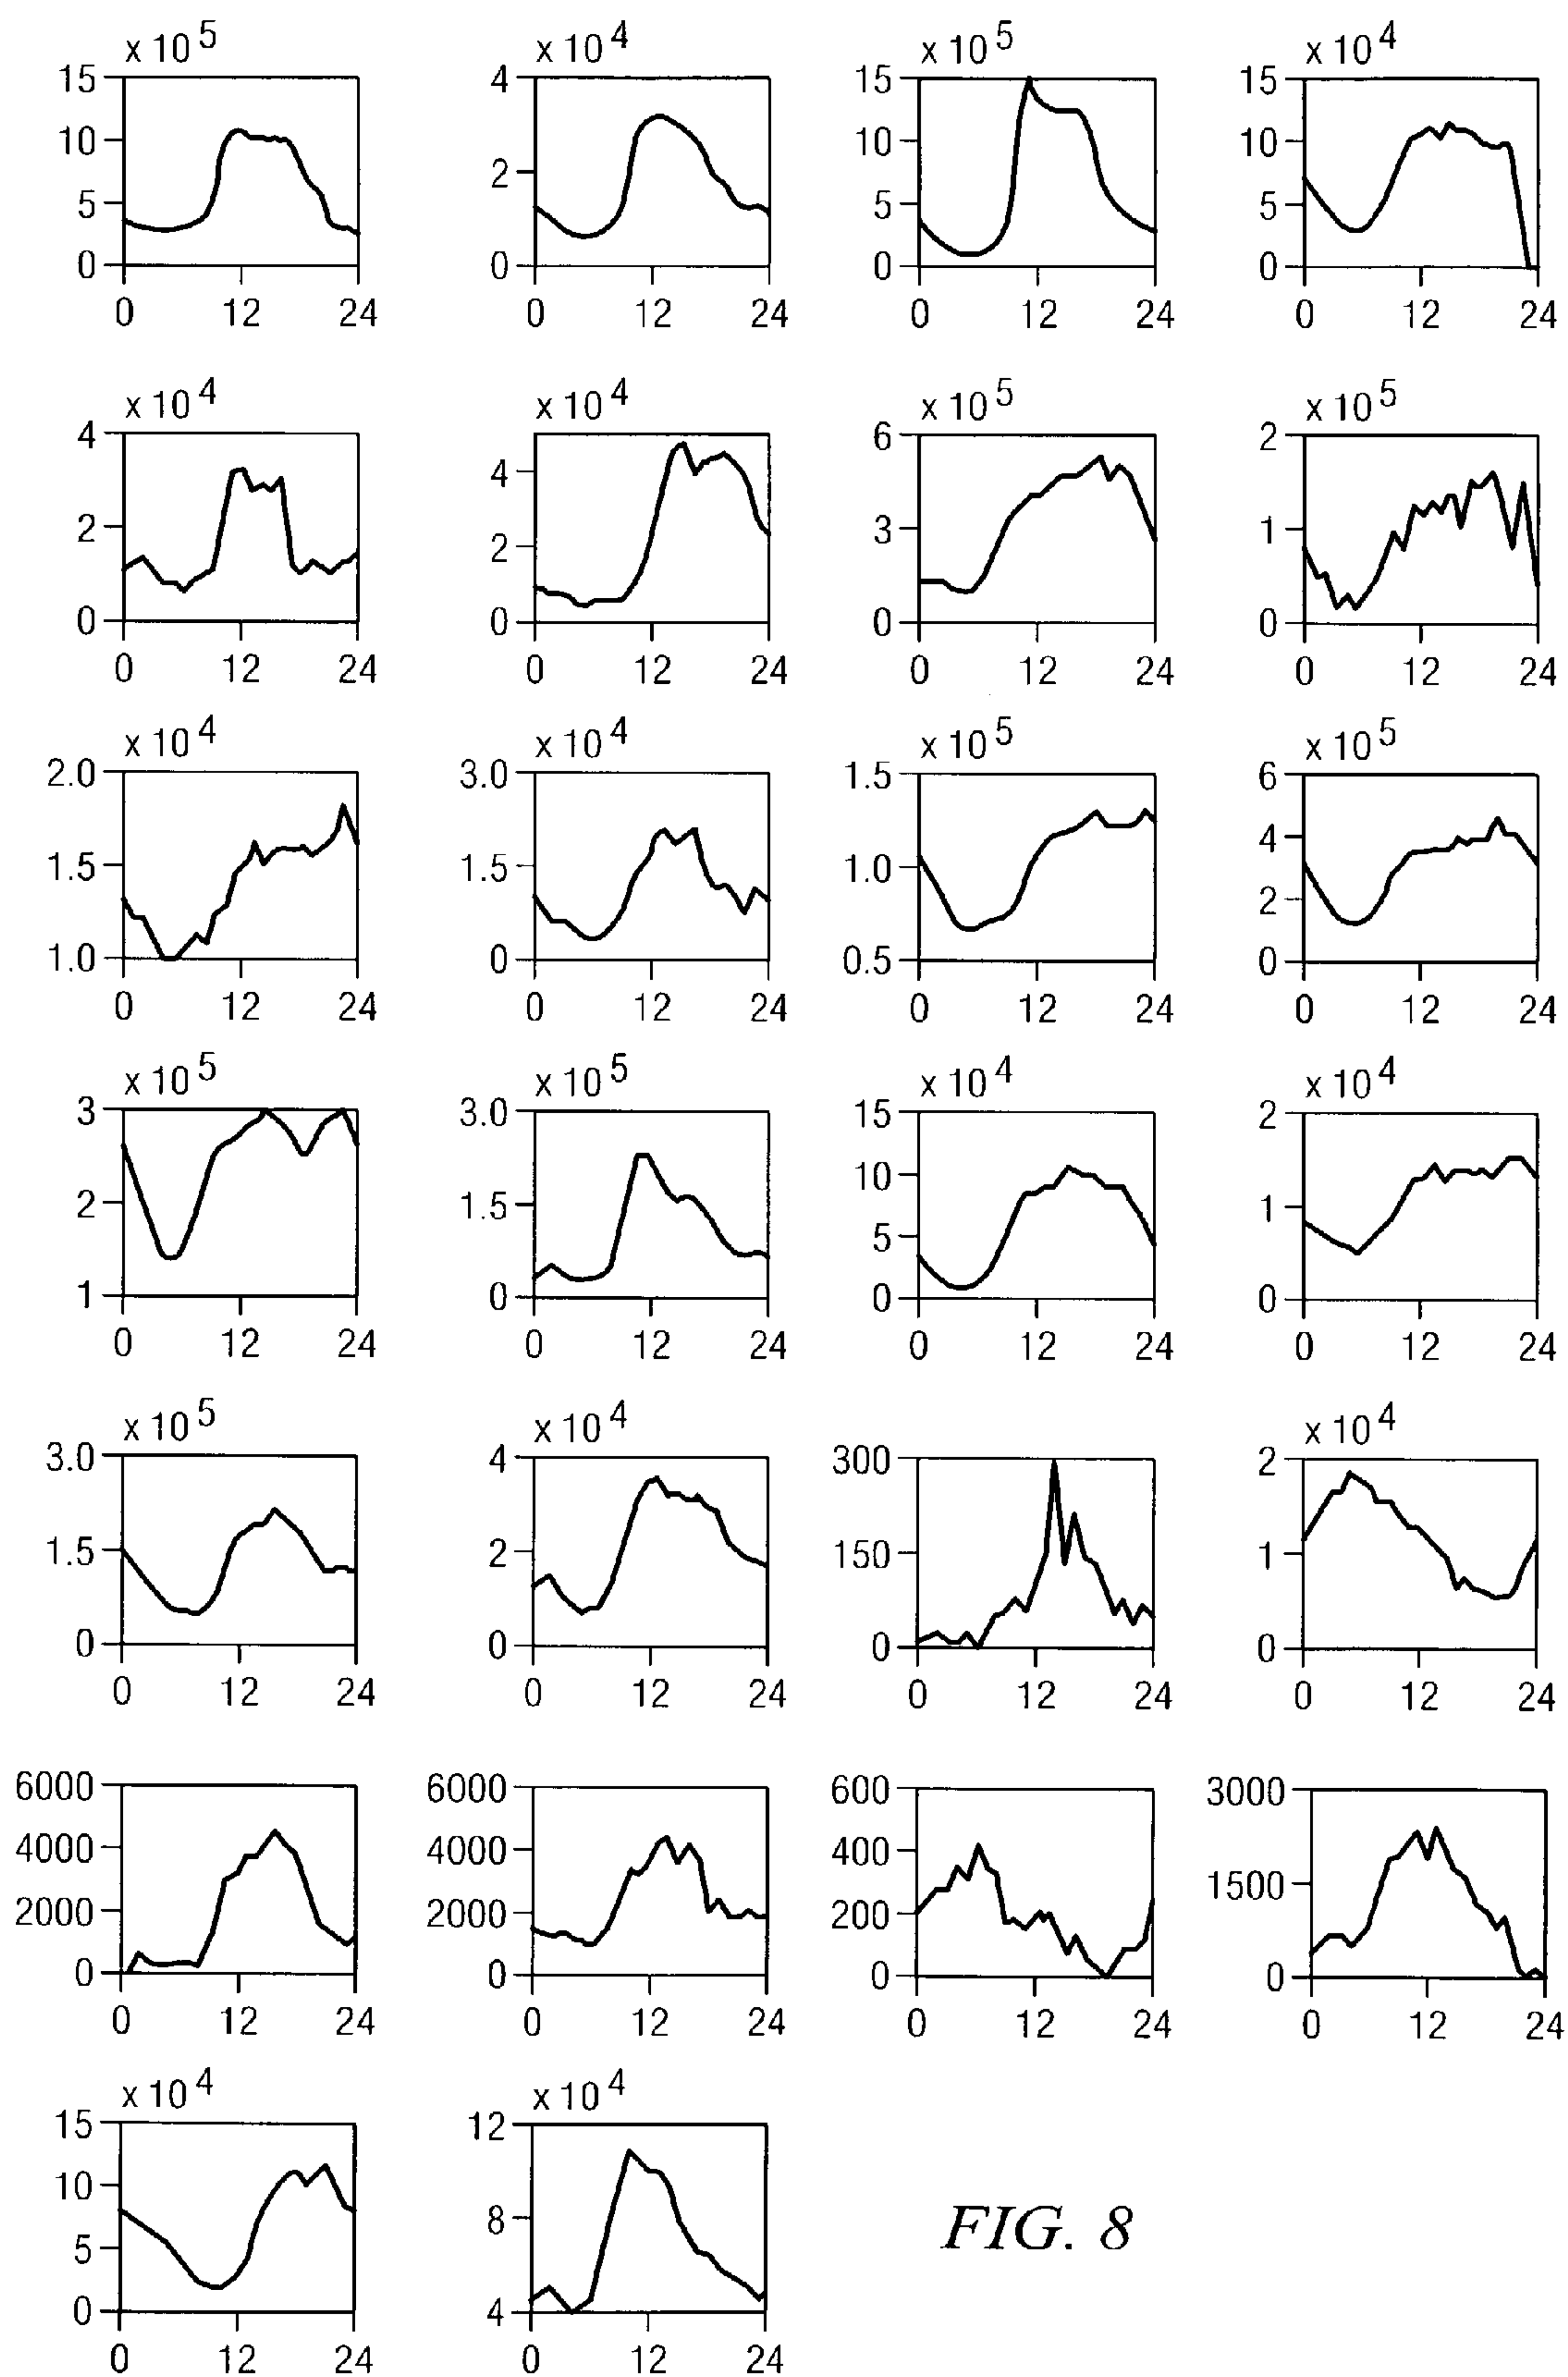 x 10 5 x 10 4 x 10 5 x 10 4
15 4 15 15
10 2 10 10
5 0 5 5
0 0 0
0 12 24 0 12 24 0 12 24 0 12 24
x 10 4 x 10 4 x 10 5 x 10 5
4 4 6 2
2 2 3 1
0 0 0 0
0 12 24 0 12 24 0 12 24 0 12 24
x 10 4 x 10 4 x 10 5 x 10 5
2.0 3.0 1.5 6
1.5 1.5 1.0 4
1.0 0 0.5 2
0
0 12 24 0 12 24 0 12 24 0 12 24
x 10 5 x 10 5 x 10 4 x 10 4
3 3.0 15 2
2 1.5 10 1
1 0 5 0
0
0 12 24 0 12 24 0 12 24 0 12 24
x 10 5 x 10 4 x 10 4
3.0 4 300 2
1.5 2 150 1
0 0 0 0
0 12 24 0 12 24 0 12 24 0 12 24
6000 6000 600 3000
4000 4000 400 1500
2000 2000 200 0
0 0 0
0 12 24 0 12 24 0 12 24 0 12 24
x 10 4 x 10 4
15 12
10 8
5 4
0
0 12 24 0 12 24
FIG. 8